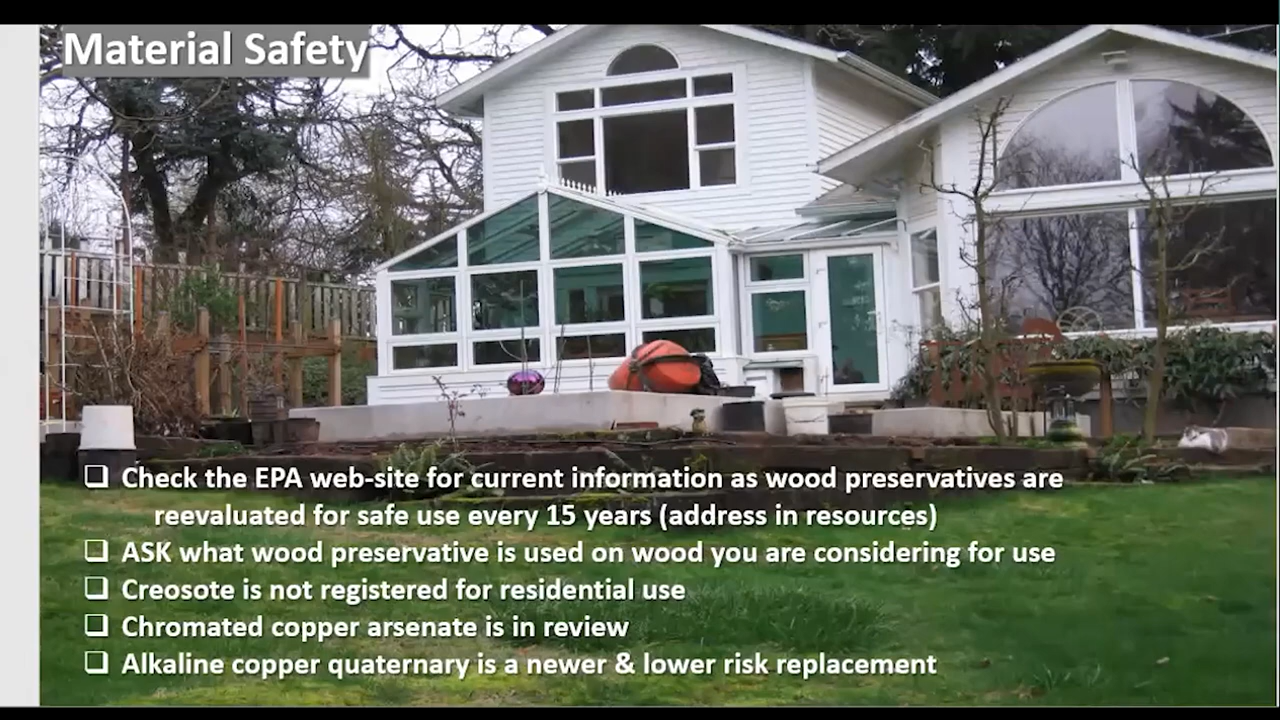 Material Safety
❑ Check the EPA web-site for current information as wood preservatives are
reevaluated for safe use every 15 years (address in resources)
❑ ASK what wood preservative is used on wood you are considering for use
❑ Creosote is not registered for residential use
❑ Chromated copper arsenate is in review
❑ Alkaline copper quaternary is a newer & lower risk replacement